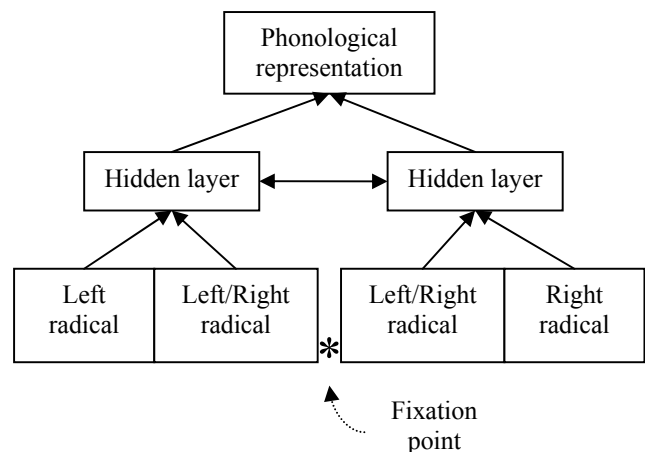 Phonological
representation
Hidden layer
Hidden layer
Left
radical
Left/Right
radical
Left/Right
radical
Right
radical
*
Fixation
point